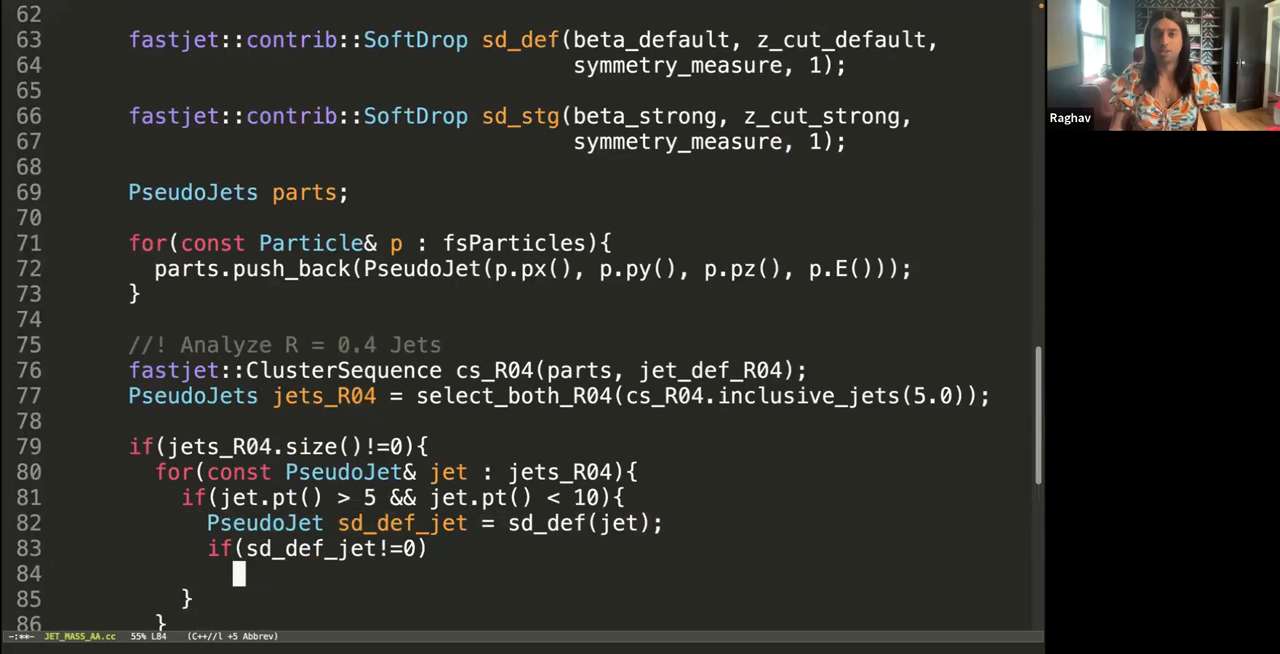 62
63 fastjet::contrib::SoftDrop sd_def(beta_default, z_cut_default,
64 symmetry_measure, 1);
65
66 fastjet::contrib::SoftDrop sd_stg(beta_strong, z_cut_strong,
67 symmetry_measure, 1);
68
69 PseudoJets parts;
70
71 for(const Particle& p : fsParticles){
72 parts.push_back(PseudoJet(p.px(), p.py(), p.pz(), p.E()));
73 }
74
75 //! Analyze R = 0.4 Jets
76 fastjet::ClusterSequence cs_R04(parts, jet_def_R04);
77 PseudoJets jets_R04 = select_both_R04(cs_R04.inclusive_jets(5.0));
78
79 if(jets_R04.size()!=0){
80 for(const PseudoJet& jet : jets_R04){
81 if(jet.pt() > 5 && jet.pt() < 10){
82 PseudoJet sd_def_jet = sd_def(jet);
83 if(sd_def_jet!=0)
84
85 }
86 }
-:**- JET_MASS_AA.cc 55% L84 (C++//l +5 Abbrev)
Raghav